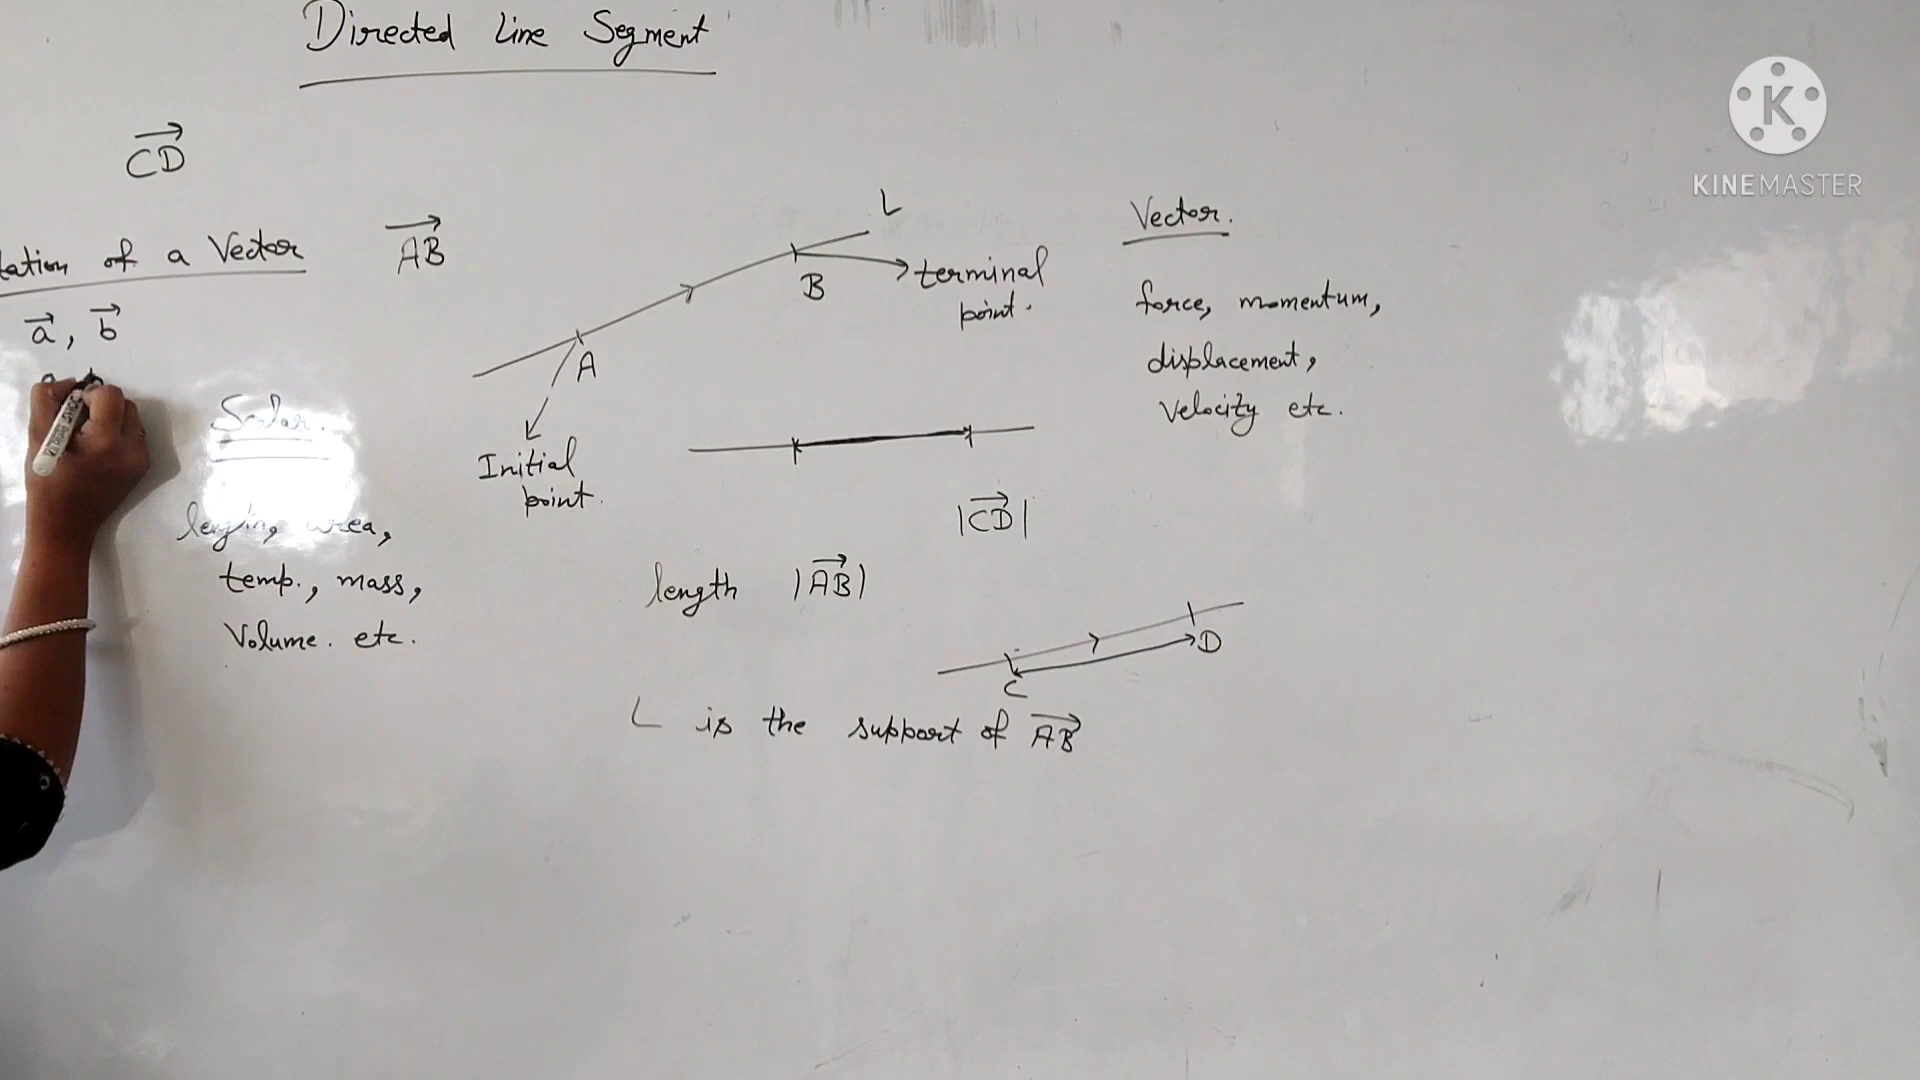 Directed Line Segment
CD
tation of a Vector
a, b
AB
L
B
terminal
point.
A
Initial
point.
Vector.
force, momentum,
displacement,
velocity etc.
Scalar.
length, area,
temp., mass,
Volume. etc.
|CD|
length |AB|
C
D
L is the support of AB
K
KINEMASTER